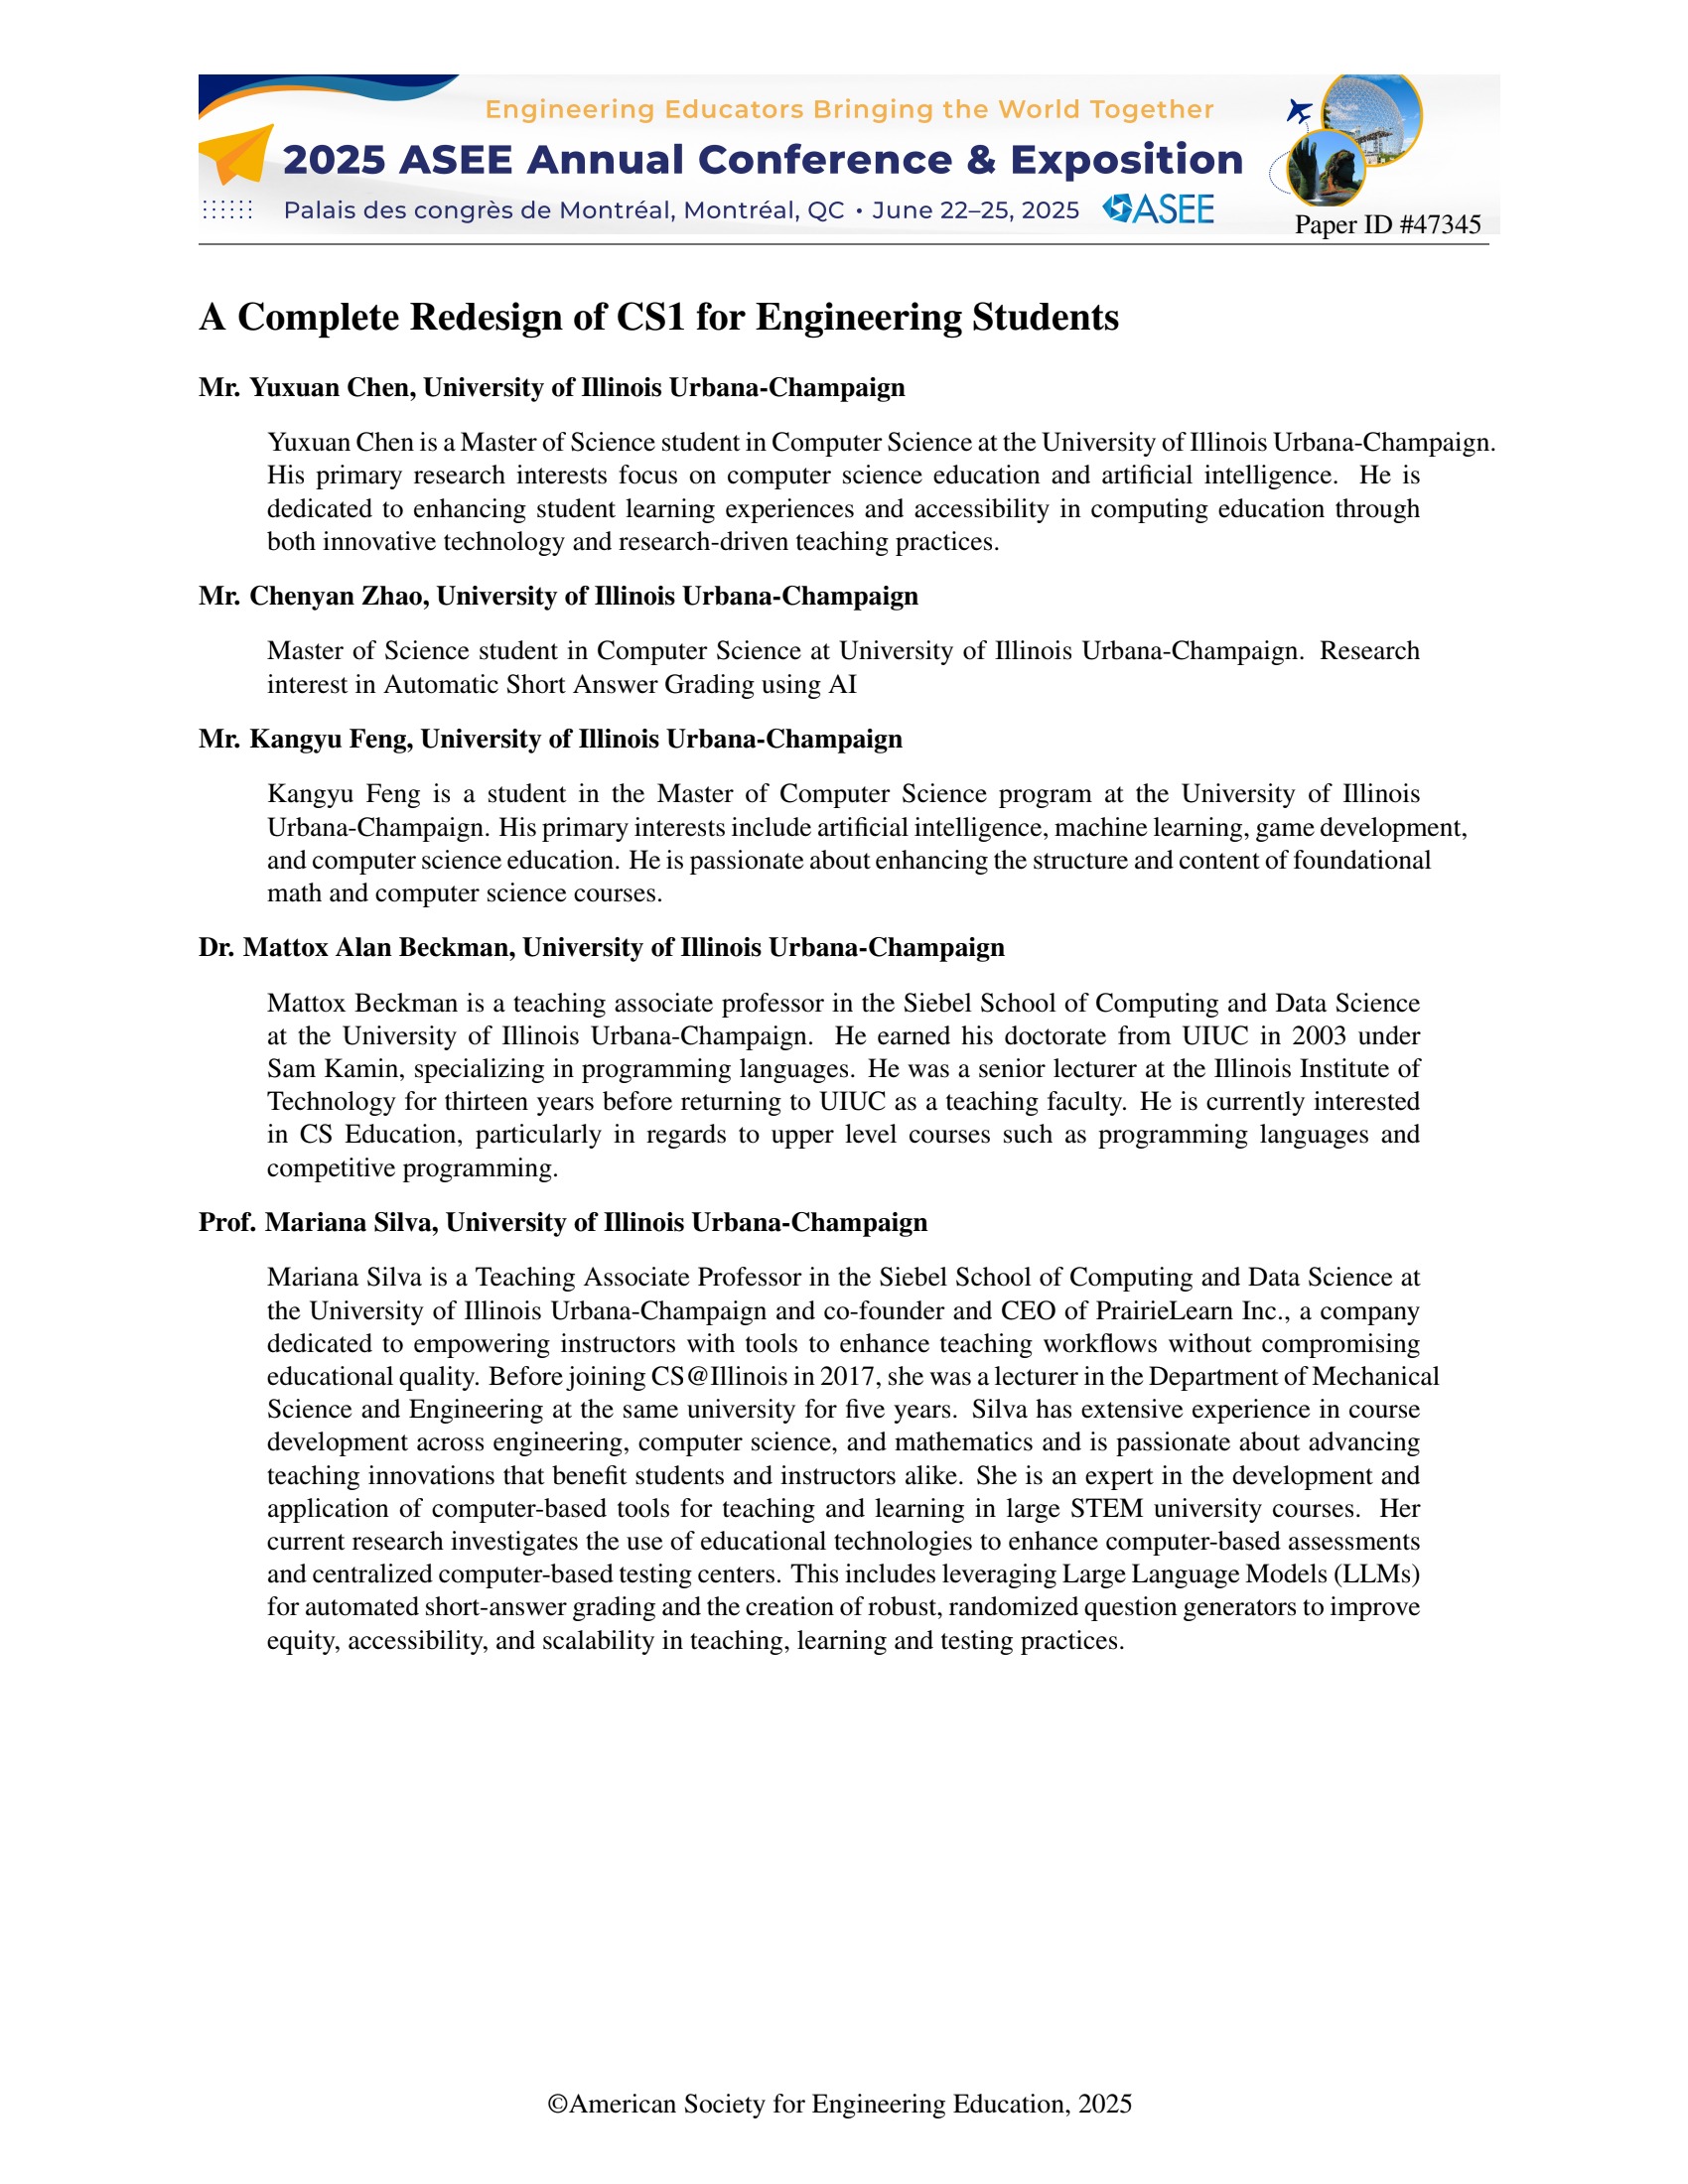 Engineering Educators Bringing the World Together
2025 ASEE Annual Conference & Exposition
Palais des congrès de Montréal, Montréal, QC • June 22–25, 2025 ASEE
Paper ID #47345
A Complete Redesign of CS1 for Engineering Students
Mr. Yuxuan Chen, University of Illinois Urbana-Champaign
Yuxuan Chen is a Master of Science student in Computer Science at the University of Illinois Urbana-Champaign.
His primary research interests focus on computer science education and artificial intelligence. He is
dedicated to enhancing student learning experiences and accessibility in computing education through
both innovative technology and research-driven teaching practices.
Mr. Chenyan Zhao, University of Illinois Urbana-Champaign
Master of Science student in Computer Science at University of Illinois Urbana-Champaign. Research
interest in Automatic Short Answer Grading using AI
Mr. Kangyu Feng, University of Illinois Urbana-Champaign
Kangyu Feng is a student in the Master of Computer Science program at the University of Illinois
Urbana-Champaign. His primary interests include artificial intelligence, machine learning, game development,
and computer science education. He is passionate about enhancing the structure and content of foundational
math and computer science courses.
Dr. Mattox Alan Beckman, University of Illinois Urbana-Champaign
Mattox Beckman is a teaching associate professor in the Siebel School of Computing and Data Science
at the University of Illinois Urbana-Champaign. He earned his doctorate from UIUC in 2003 under
Sam Kamin, specializing in programming languages. He was a senior lecturer at the Illinois Institute of
Technology for thirteen years before returning to UIUC as a teaching faculty. He is currently interested
in CS Education, particularly in regards to upper level courses such as programming languages and
competitive programming.
Prof. Mariana Silva, University of Illinois Urbana-Champaign
Mariana Silva is a Teaching Associate Professor in the Siebel School of Computing and Data Science at
the University of Illinois Urbana-Champaign and co-founder and CEO of PrairieLearn Inc., a company
dedicated to empowering instructors with tools to enhance teaching workflows without compromising
educational quality. Before joining CS@Illinois in 2017, she was a lecturer in the Department of Mechanical
Science and Engineering at the same university for five years. Silva has extensive experience in course
development across engineering, computer science, and mathematics and is passionate about advancing
teaching innovations that benefit students and instructors alike. She is an expert in the development and
application of computer-based tools for teaching and learning in large STEM university courses. Her
current research investigates the use of educational technologies to enhance computer-based assessments
and centralized computer-based testing centers. This includes leveraging Large Language Models (LLMs)
for automated short-answer grading and the creation of robust, randomized question generators to improve
equity, accessibility, and scalability in teaching, learning and testing practices.
©American Society for Engineering Education, 2025